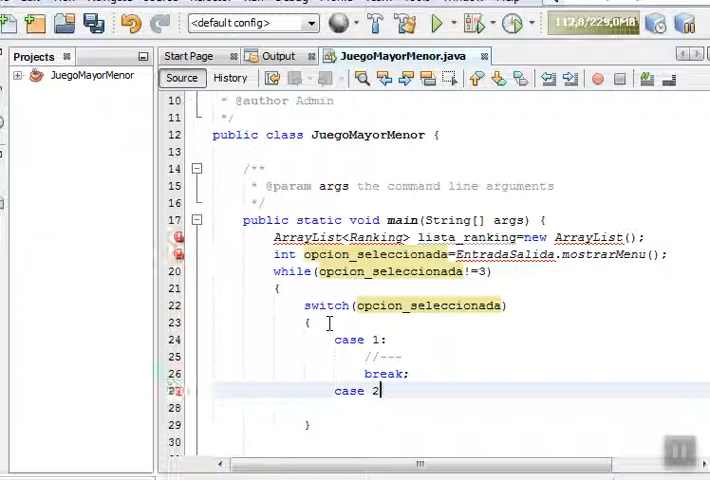 <default config>
117,8/229,0MB
Projects
Start Page
Output
JuegoMayorMenor.java
JuegoMayorMenor
Source
History
10 * @author Admin
11 */
12 public class JuegoMayorMenor {
13
14 /**
15 * @param args the command line arguments
16 */
17 public static void main(String[] args) {
ArrayList<Ranking> lista_ranking=new ArrayList();
int opcion_seleccionada=EntradaSalida.mostrarMenu();
20 while(opcion_seleccionada!=3)
21 {
22 switch(opcion_seleccionada)
23 {
24 case 1:
25 //---
26 break;
case 2
28
29 }
30